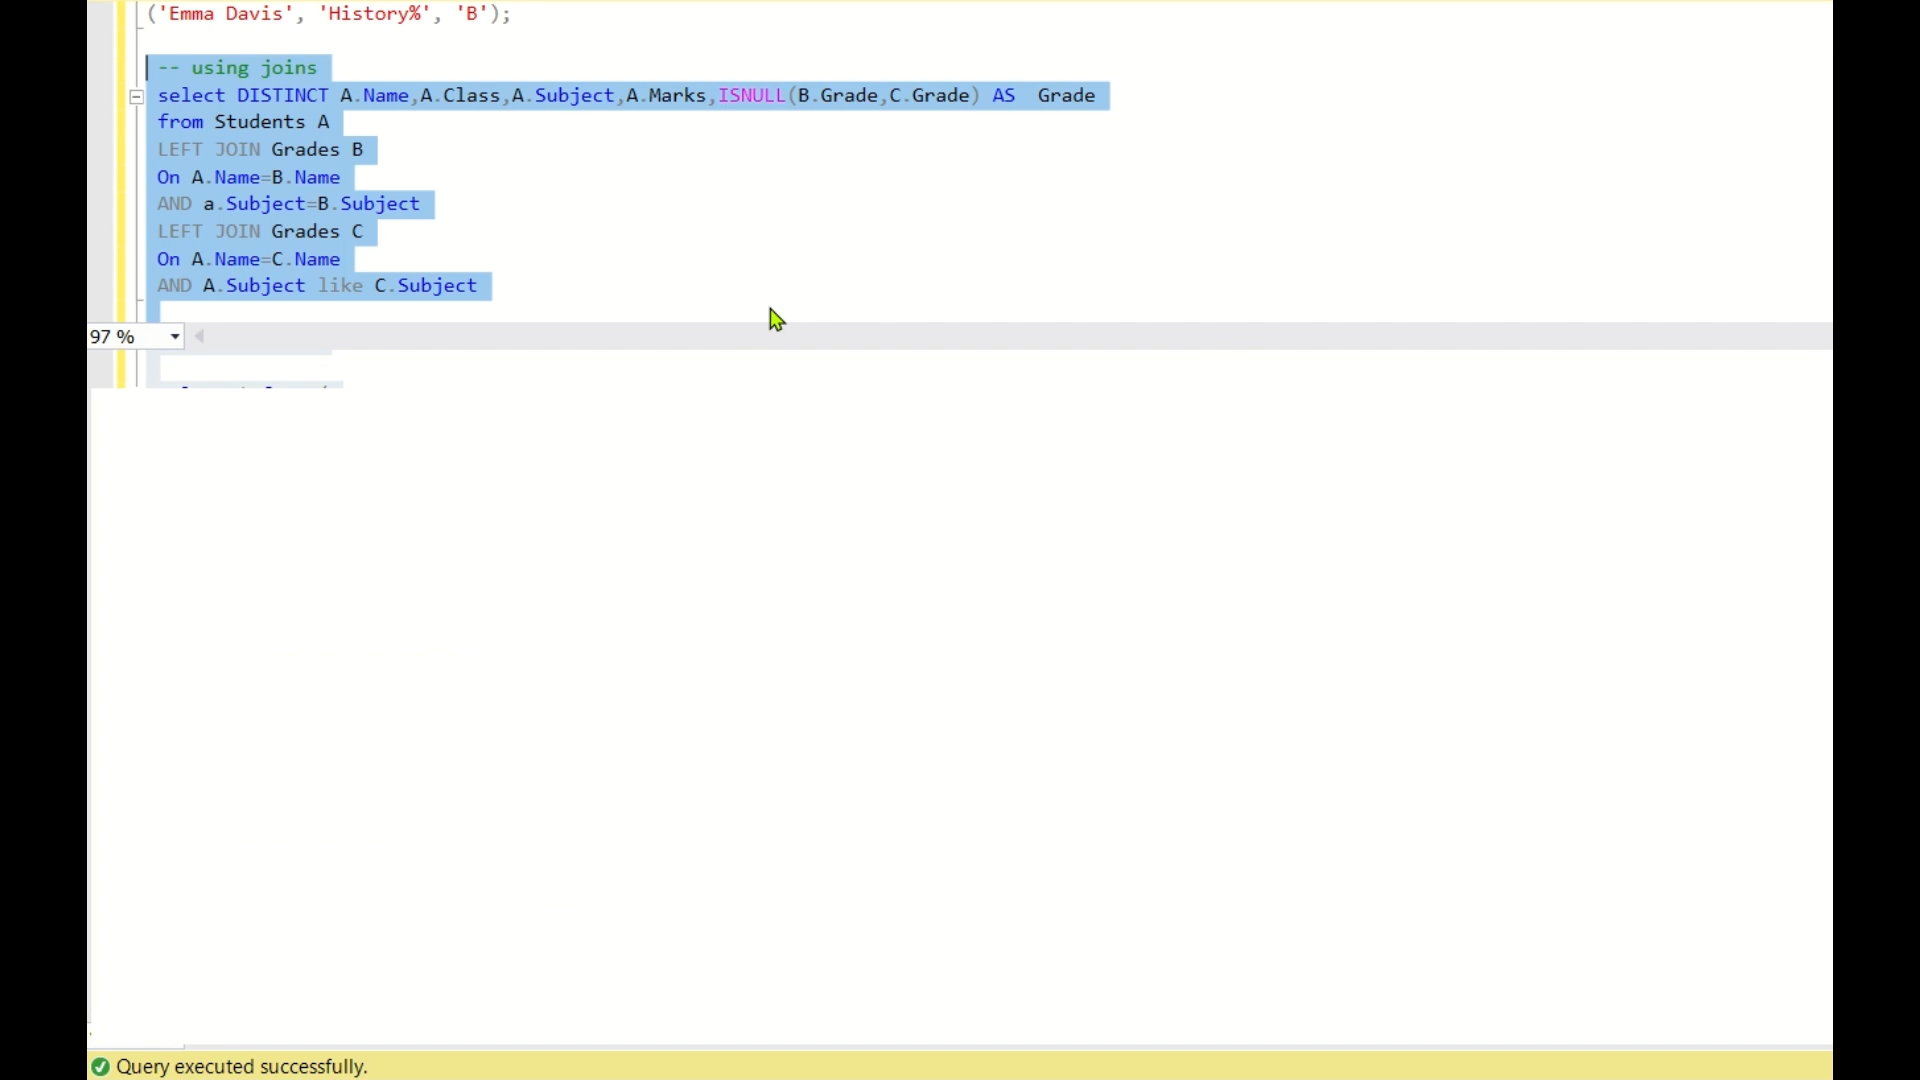 ('Emma Davis', 'History%', 'B');
-- using joins
select DISTINCT A.Name,A.Class,A.Subject,A.Marks,ISNULL(B.Grade,C.Grade) AS  Grade
from Students A
LEFT JOIN Grades B
On A.Name=B.Name
AND a.Subject=B.Subject
LEFT JOIN Grades C
On A.Name=C.Name
AND A.Subject like C.Subject
97 %
Query executed successfully.